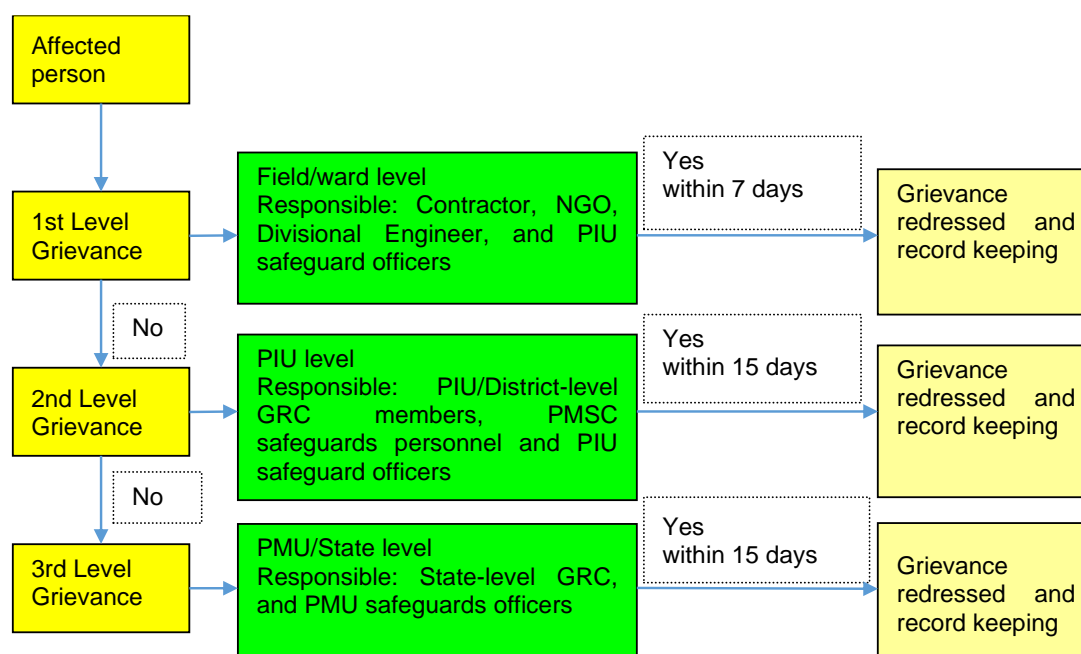 Affected
person
Field/ward level
Responsible: Contractor, NGO,
Divisional Engineer, and PIU
safeguard officers
Yes
within 7 days
Grievance
redressed and
record keeping
1st Level
Grievance
No
PIU level
Responsible: PIU/District-level
GRC members, PMSC
safeguards personnel and PIU
safeguard officers
Yes
within 15 days
Grievance
redressed and
record keeping
2nd Level
Grievance
No
PMU/State level
Responsible: State-level GRC,
and PMU safeguards officers
Yes
within 15 days
Grievance
redressed and
record keeping
3rd Level
Grievance